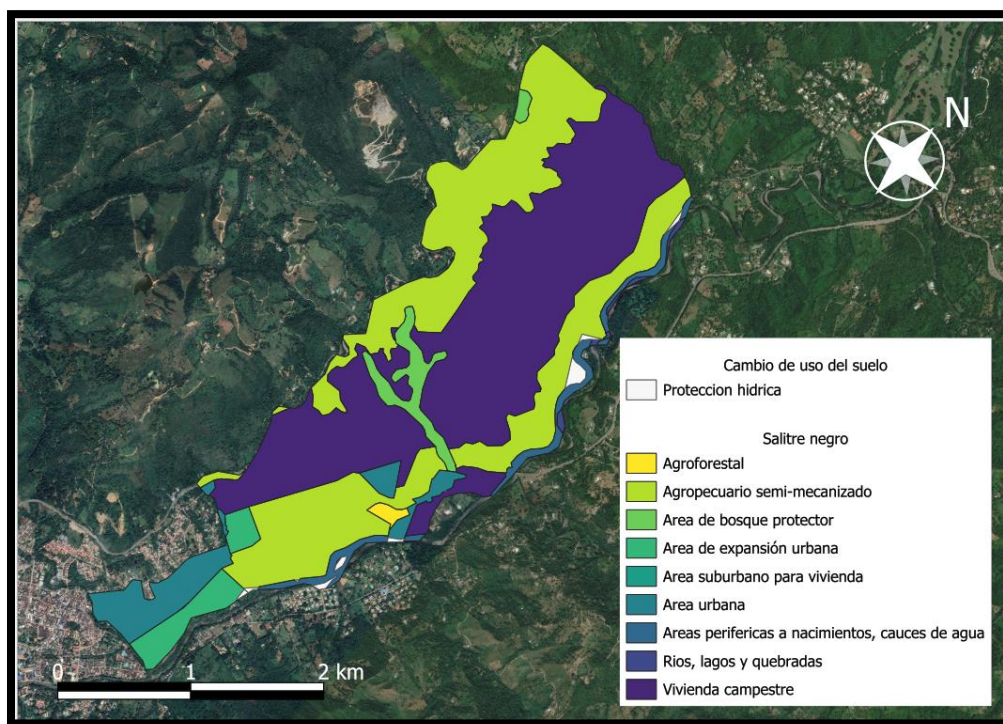 N
Cambio de uso del suelo
Proteccion hidrica
Salitre negro
Agroforestal
Agropecuario semi-mecanizado
Area de bosque protector
Area de expansión urbana
Area suburbano para vivienda
Area urbana
Areas perifericas a nacimientos, cauces de agua
Rios, lagos y quebradas
Vivienda campestre
0 1 2 km